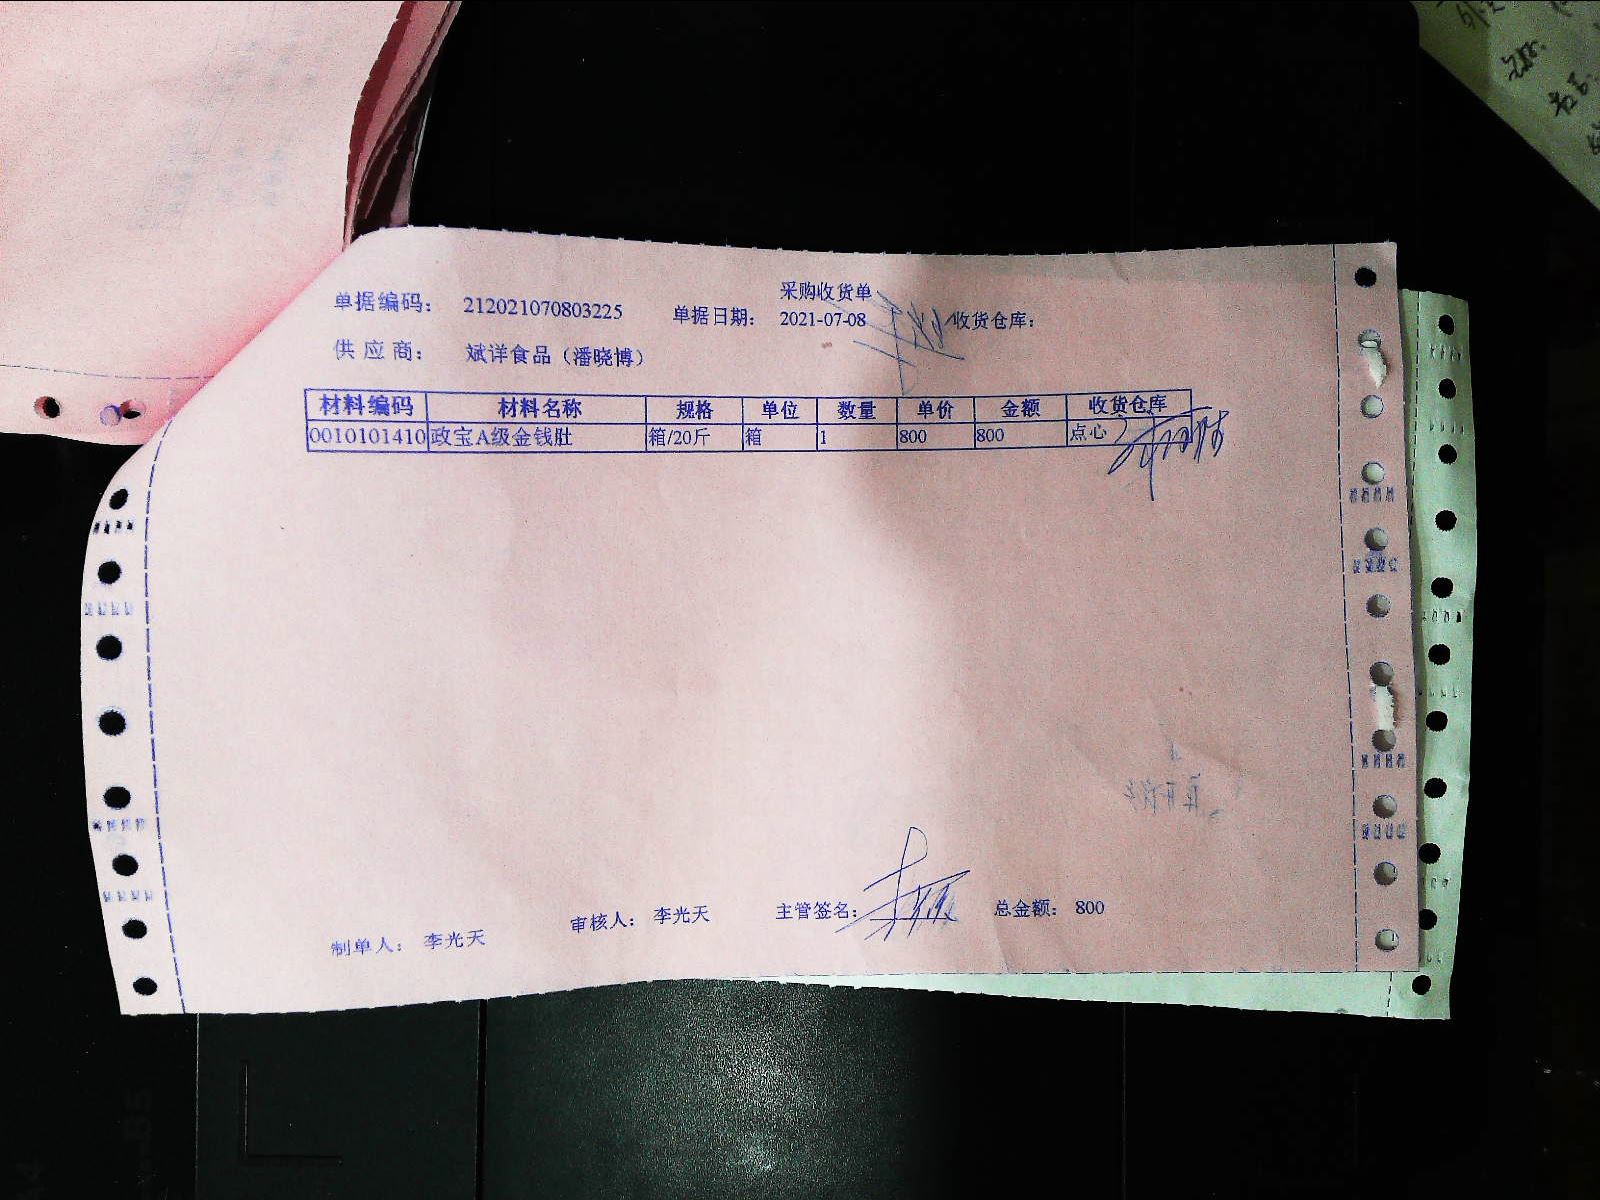 采购收货单
单据编码： 212021070803225 单据日期： 2021-07-08 收货仓库：
供应商： 斌洋食品（潘晓博）
材料编码 材料名称 规格 单位 数量 单价 金额 收货仓库
0010101410 政宝A级金钱肚 箱/20斤 箱 1 800 800 点心
制单人： 李光天 审核人： 李光天 主管签名： 总金额： 800